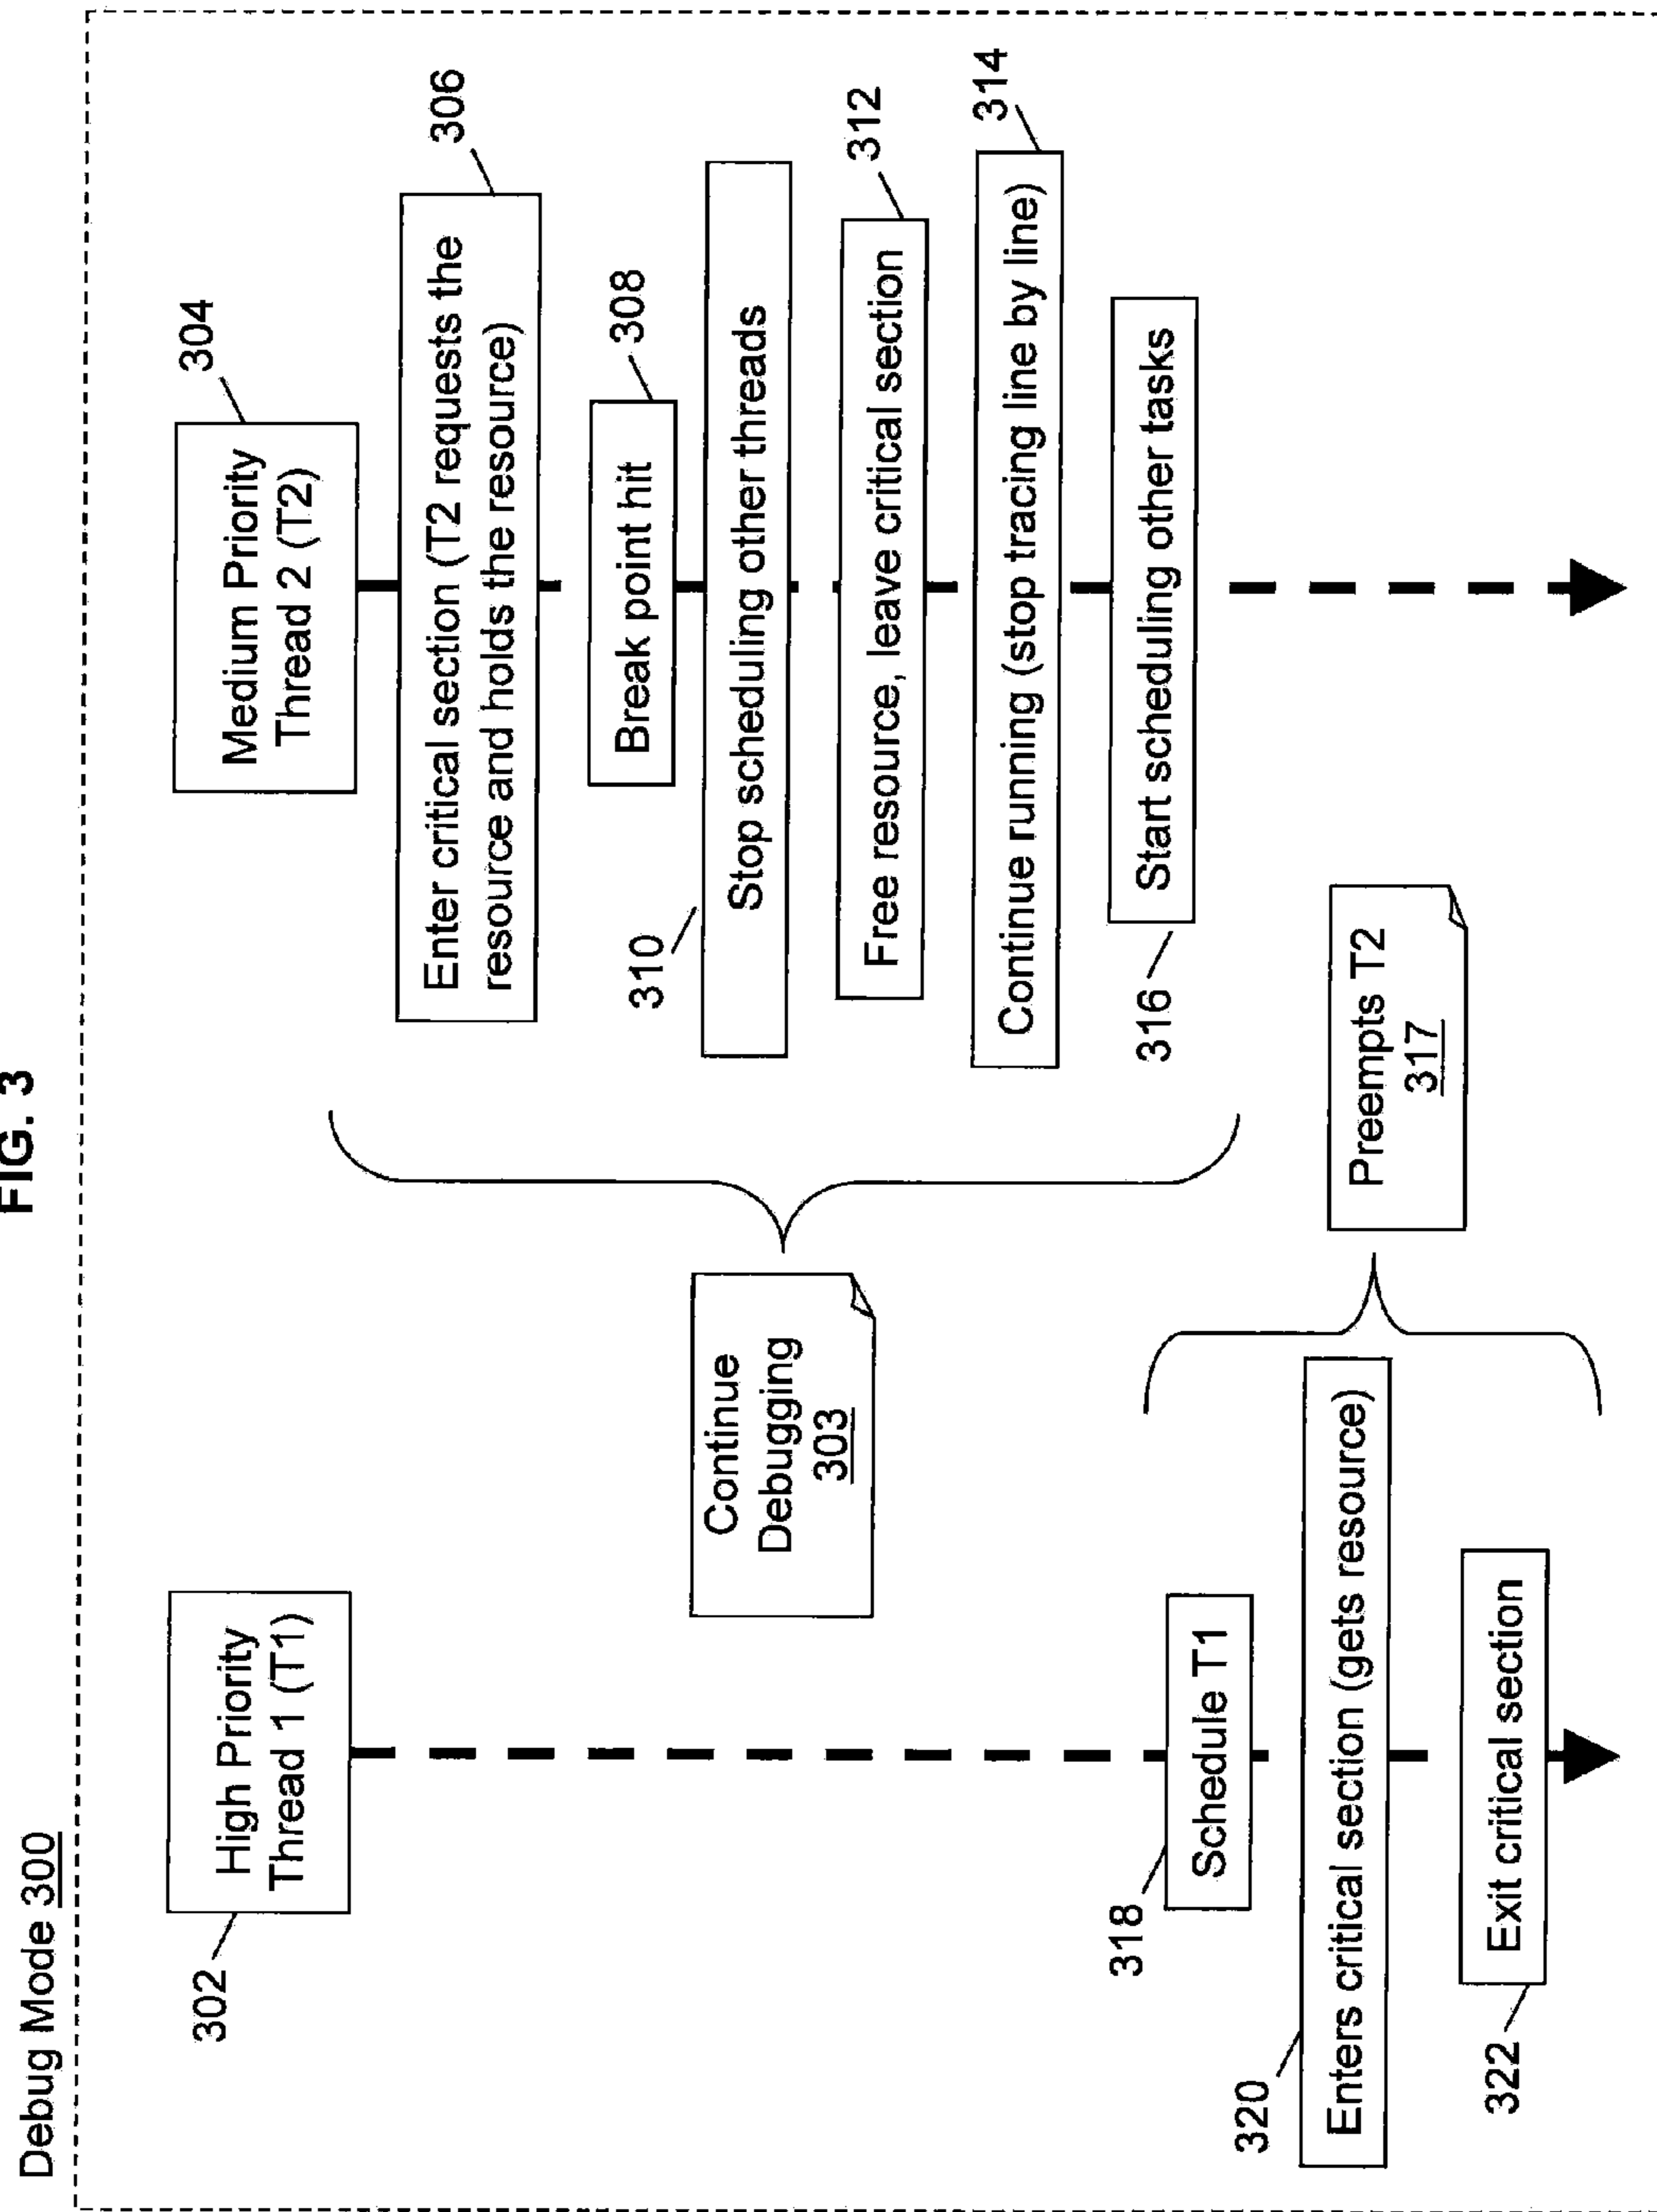 FIG. 3
Debug Mode 300
302
High Priority
Thread 1 (T1)
304
Medium Priority
Thread 2 (T2)
306
Enter critical section (T2 requests the
resource and holds the resource)
308
Break point hit
310
Stop scheduling other threads
Continue
Debugging
303
312
Free resource, leave critical section
314
Continue running (stop tracing line by line)
316
Start scheduling other tasks
318
Schedule T1
320
Enters critical section (gets resource)
Preempts T2
317
322
Exit critical section